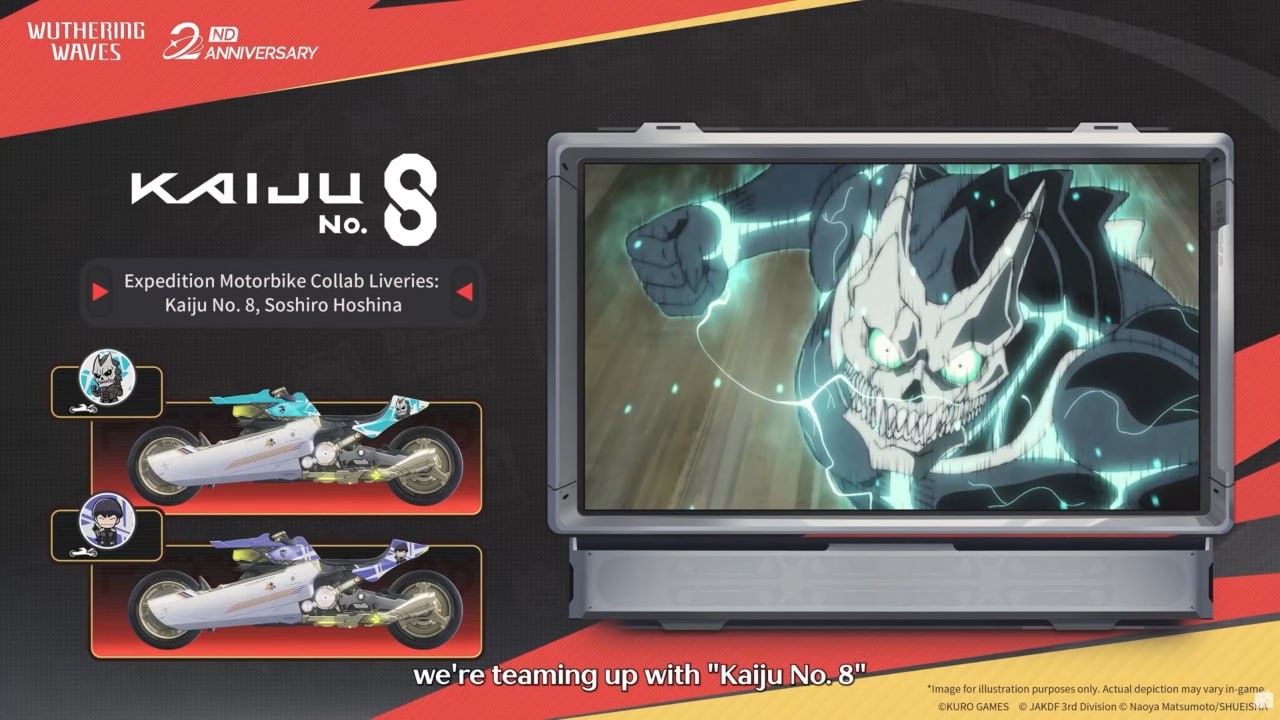 WUTHERING
WAVES
2ND
ANNIVERSARY
KAIJU
No. 8
Expedition Motorbike Collab Liveries:
Kaiju No. 8, Soshiro Hoshina
we're teaming up with "Kaiju No. 8"
*Image for illustration purposes only. Actual depiction may vary in-game.
©KURO GAMES © JAKDF 3rd Division © Naoya Matsumoto/SHUEISHA